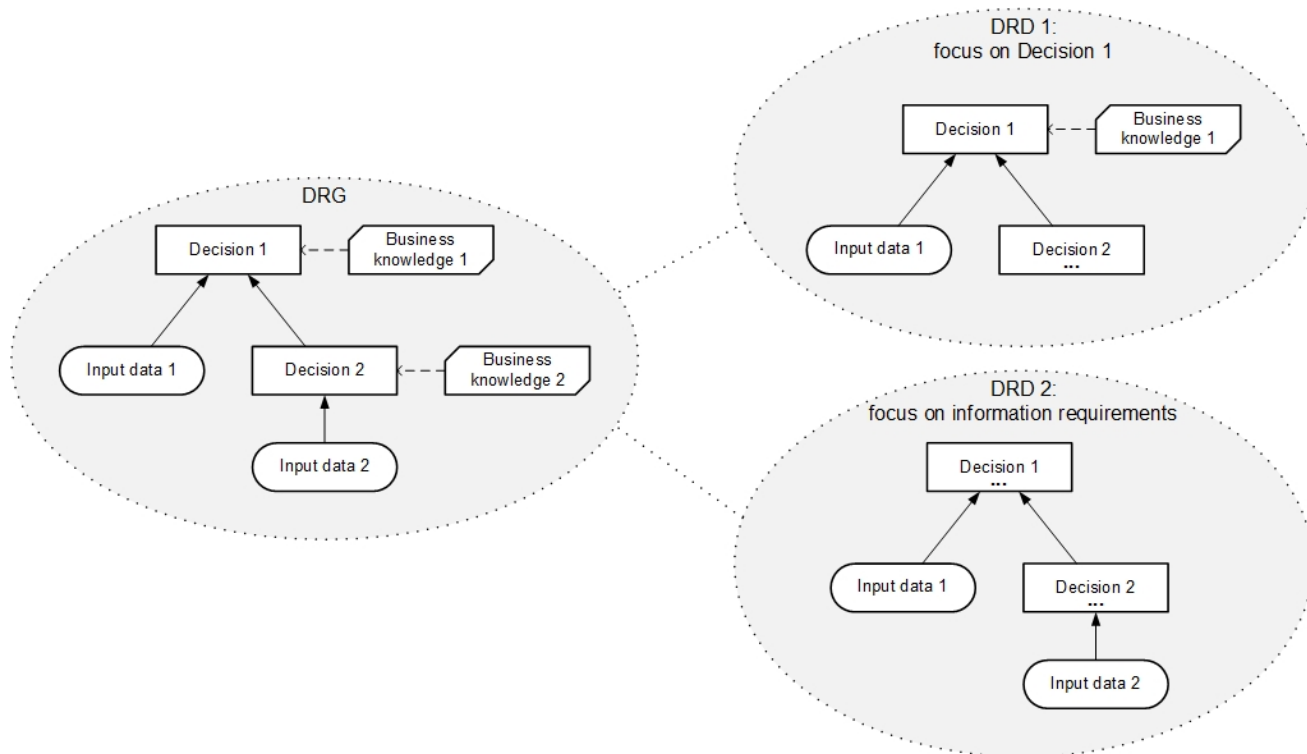 DRG
Decision 1
Business
knowledge 1
Input data 1
Decision 2
Business
knowledge 2
Input data 2
DRD 1:
focus on Decision 1
Decision 1
Business
knowledge 1
Input data 1
Decision 2
...
DRD 2:
focus on information requirements
Decision 1
...
Input data 1
Decision 2
...
Input data 2